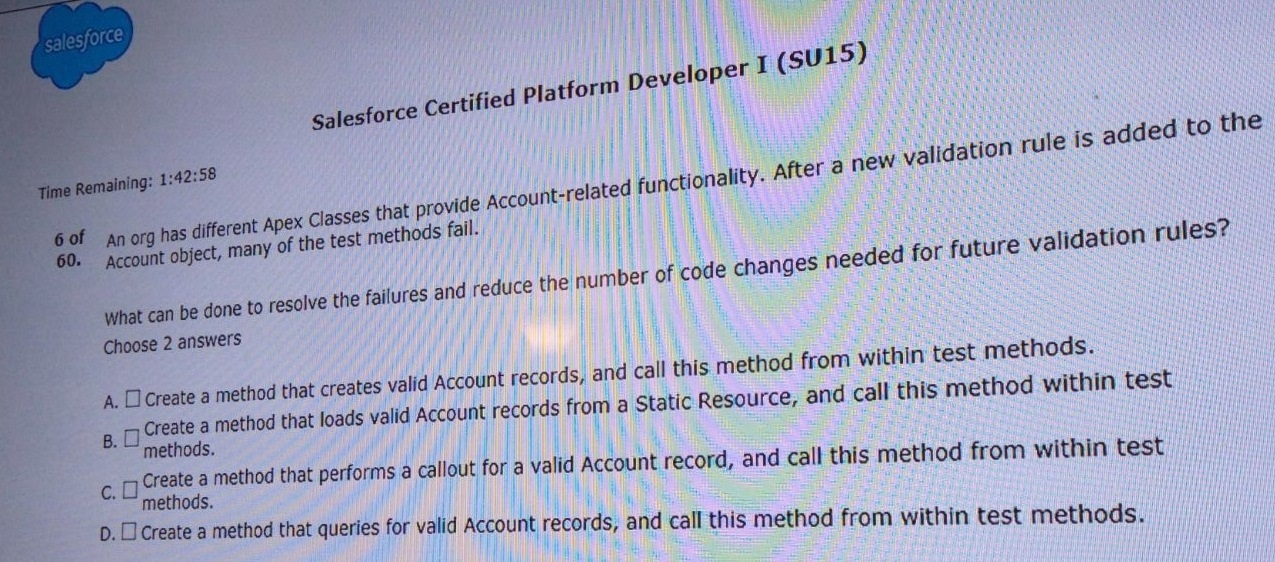 salesforce
Salesforce Certified Platform Developer I (SU15)
Time Remaining: 1:42:58
6 of An org has different Apex Classes that provide Account-related functionality. After a new validation rule is added to the
60. Account object, many of the test methods fail.
What can be done to resolve the failures and reduce the number of code changes needed for future validation rules?
Choose 2 answers
A. Create a method that creates valid Account records, and call this method from within test methods.
B. Create a method that loads valid Account records from a Static Resource, and call this method within test
methods.
C. Create a method that performs a callout for a valid Account record, and call this method from within test
methods.
D. Create a method that queries for valid Account records, and call this method from within test methods.